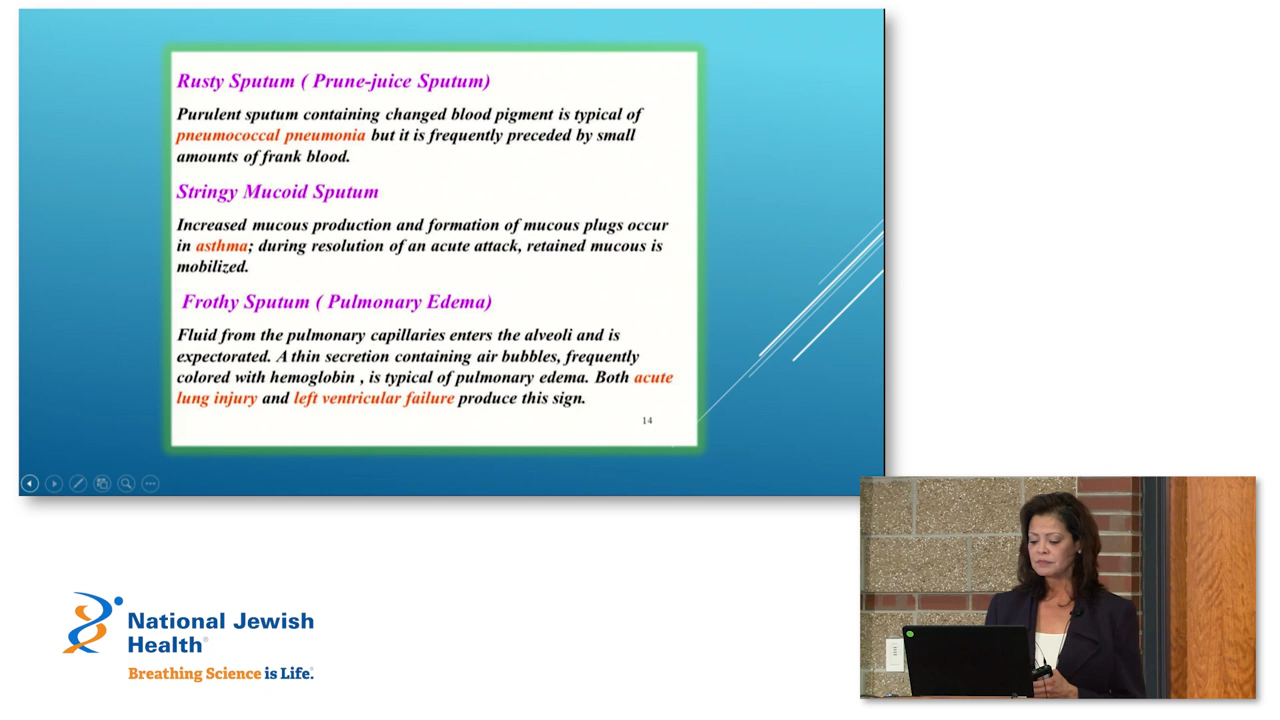 Rusty Sputum ( Prune-juice Sputum)
Purulent sputum containing changed blood pigment is typical of
pneumococcal pneumonia but it is frequently preceded by small
amounts of frank blood.
Stringy Mucoid Sputum
Increased mucous production and formation of mucous plugs occur
in asthma; during resolution of an acute attack, retained mucous is
mobilized.
Frothy Sputum ( Pulmonary Edema)
Fluid from the pulmonary capillaries enters the alveoli and is
expectorated. A thin secretion containing air bubbles, frequently
colored with hemoglobin , is typical of pulmonary edema. Both acute
lung injury and left ventricular failure produce this sign.
14
National Jewish
Health®
Breathing Science is Life.®